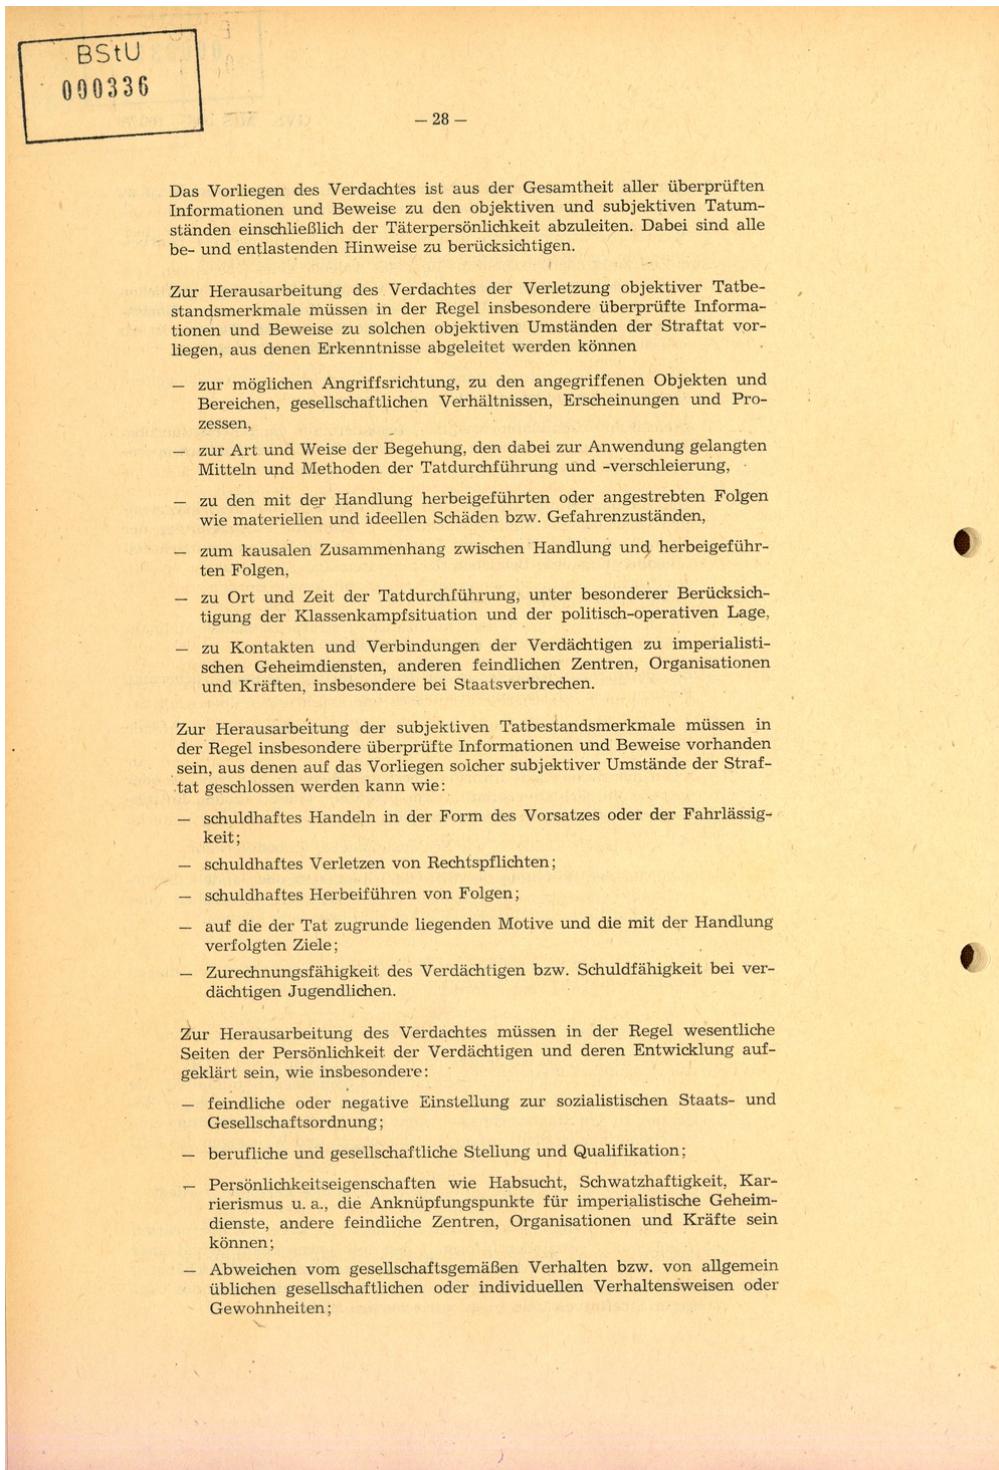 BStU
000336
— 28 —
Das Vorliegen des Verdachtes ist aus der Gesamtheit aller überprüften
Informationen und Beweise zu den objektiven und subjektiven Tatum-
ständen einschließlich der Täterpersönlichkeit abzuleiten. Dabei sind alle
be- und entlastenden Hinweise zu berücksichtigen.
Zur Herausarbeitung des Verdachtes der Verletzung objektiver Tatbe-
standsmerkmale müssen in der Regel insbesondere überprüfte Informa-
tionen und Beweise zu solchen objektiven Umständen der Straftat vor-
liegen, aus denen Erkenntnisse abgeleitet werden können
— zur möglichen Angriffsrichtung, zu den angegriffenen Objekten und
Bereichen, gesellschaftlichen Verhältnissen, Erscheinungen und Pro-
zessen,
— zur Art und Weise der Begehung, den dabei zur Anwendung gelangten
Mitteln und Methoden der Tatdurchführung und -verschleierung,
— zu den mit der Handlung herbeigeführten oder angestrebten Folgen
wie materiellen und ideellen Schäden bzw. Gefahrenzuständen,
— zum kausalen Zusammenhang zwischen Handlung und herbeigeführ-
ten Folgen,
— zu Ort und Zeit der Tatdurchführung, unter besonderer Berücksich-
tigung der Klassenkampfsituation und der politisch-operativen Lage,
— zu Kontakten und Verbindungen der Verdächtigen zu imperialisti-
schen Geheimdiensten, anderen feindlichen Zentren, Organisationen
und Kräften, insbesondere bei Staatsverbrechen.
Zur Herausarbeitung der subjektiven Tatbestandsmerkmale müssen in
der Regel insbesondere überprüfte Informationen und Beweise vorhanden
sein, aus denen auf das Vorliegen solcher subjektiver Umstände der Straf-
tat geschlossen werden kann wie:
— schuldhaftes Handeln in der Form des Vorsatzes oder der Fahrlässig-
keit;
— schuldhaftes Verletzen von Rechtspflichten;
— schuldhaftes Herbeiführen von Folgen;
— auf die der Tat zugrunde liegenden Motive und die mit der Handlung
verfolgten Ziele;
— Zurechnungsfähigkeit des Verdächtigen bzw. Schuldfähigkeit bei ver-
dächtigen Jugendlichen.
Zur Herausarbeitung des Verdachtes müssen in der Regel wesentliche
Seiten der Persönlichkeit der Verdächtigen und deren Entwicklung auf-
geklärt sein, wie insbesondere:
— feindliche oder negative Einstellung zur sozialistischen Staats- und
Gesellschaftsordnung;
— berufliche und gesellschaftliche Stellung und Qualifikation;
— Persönlichkeitseigenschaften wie Habsucht, Schwatzhaftigkeit, Kar-
rierismus u. a., die Anknüpfungspunkte für imperialistische Geheim-
dienste, andere feindliche Zentren, Organisationen und Kräfte sein
können;
— Abweichen vom gesellschaftsgemäßen Verhalten bzw. von allgemein
üblichen gesellschaftlichen oder individuellen Verhaltensweisen oder
Gewohnheiten;